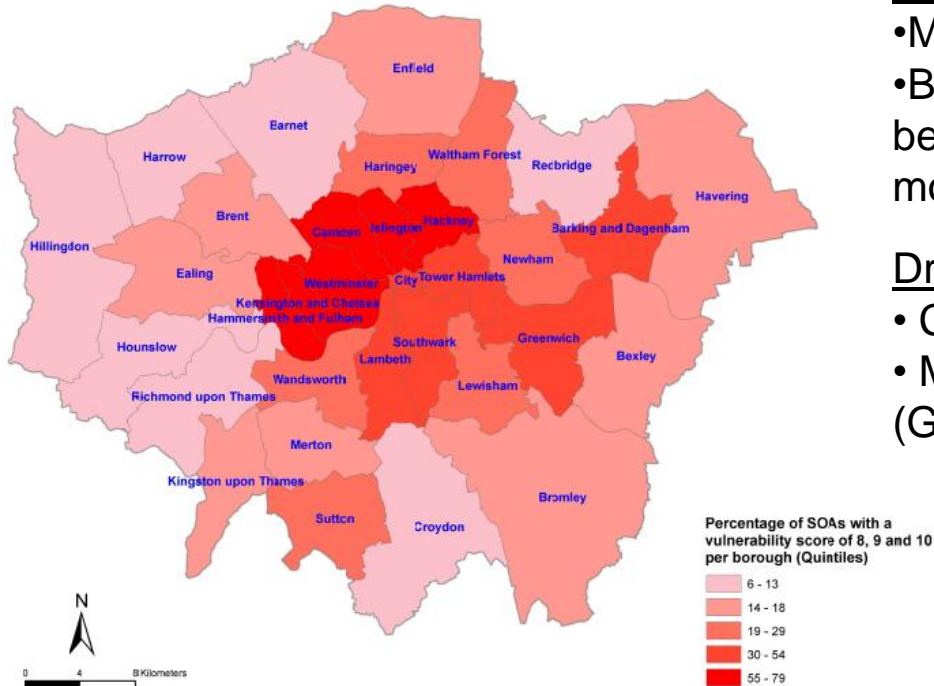 Enfield
Barnet
Harrow
Haringey
Waltham Forest
Redbridge
Havering
Brent
Camden
Islington
Hackney
Barking and Dagenham
Hillingdon
Ealing
Newham
Westminster
City
Tower Hamlets
Kensington and Chelsea
Hammersmith and Fulham
Hounslow
Southwark
Greenwich
Lambeth
Bexley
Richmond upon Thames
Wandsworth
Lewisham
Merton
Kingston upon Thames
Sutton
Croydon
Bromley
N
0 4 8 Kilometers
Percentage of SOAs with a
vulnerability score of 8, 9 and 10
per borough (Quintiles)
6 - 13
14 - 18
19 - 29
30 - 54
55 - 79
•M
•B
be
mo
Dr
•
• M
(G